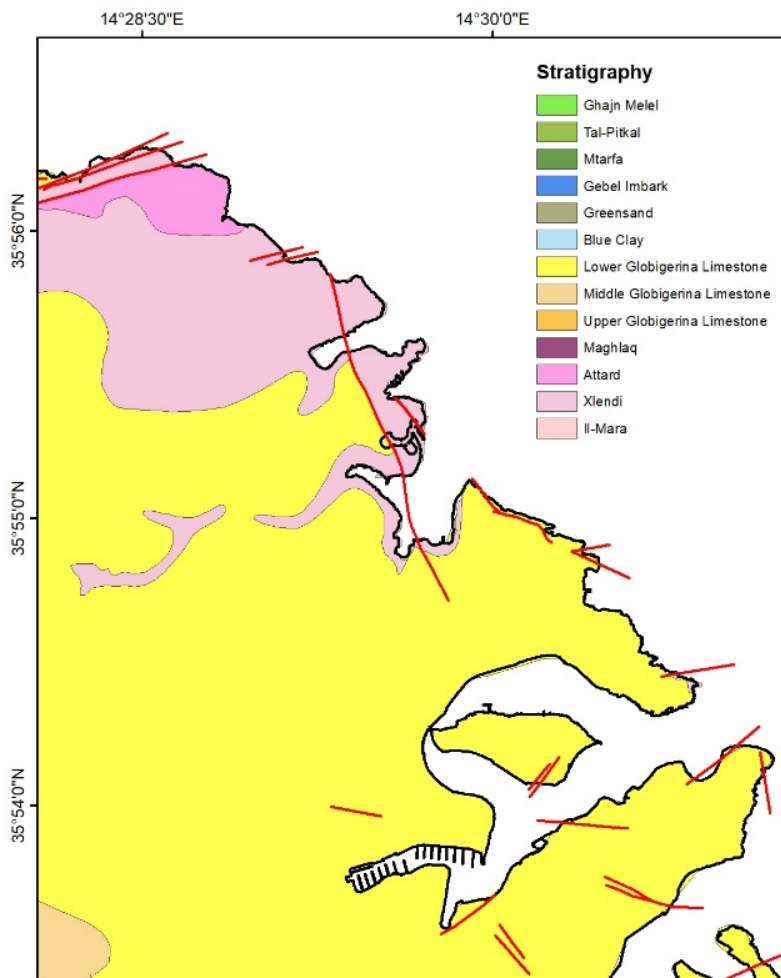 14°28'30"E
14°30'0"E
Stratigraphy
Ghajn Melel
Tal-Pitkal
Mtarfa
Gebel Imbark
Greensand
Blue Clay
Lower Globigerina Limestone
Middle Globigerina Limestone
Upper Globigerina Limestone
Maghlaq
Attard
Xlendi
Il-Mara
35°56'0"N
35°55'0"N
35°54'0"N